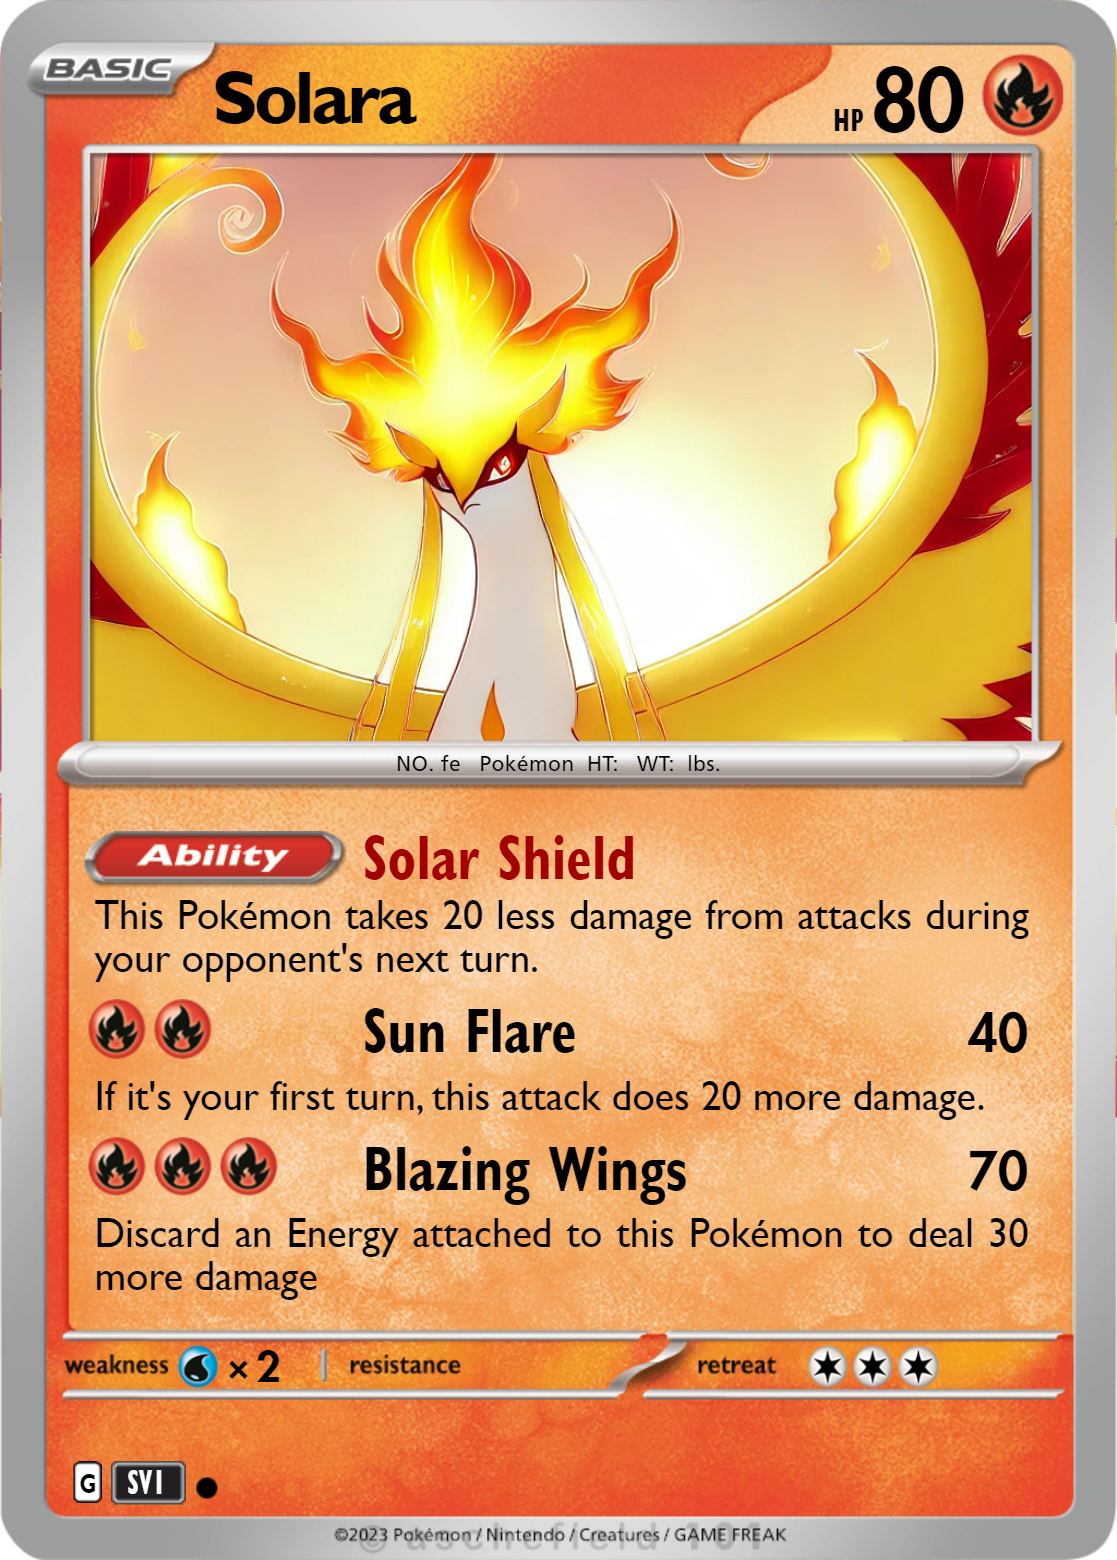 BASIC
Solara
HP 80
NO. fe Pokémon HT: WT: lbs.
Ability Solar Shield
This Pokémon takes 20 less damage from attacks during
your opponent's next turn.
Sun Flare 40
If it's your first turn, this attack does 20 more damage.
Blazing Wings 70
Discard an Energy attached to this Pokémon to deal 30
more damage
weakness × 2 resistance retreat
G SVI
©2023 Pokémon / Nintendo / Creatures / GAME FREAK